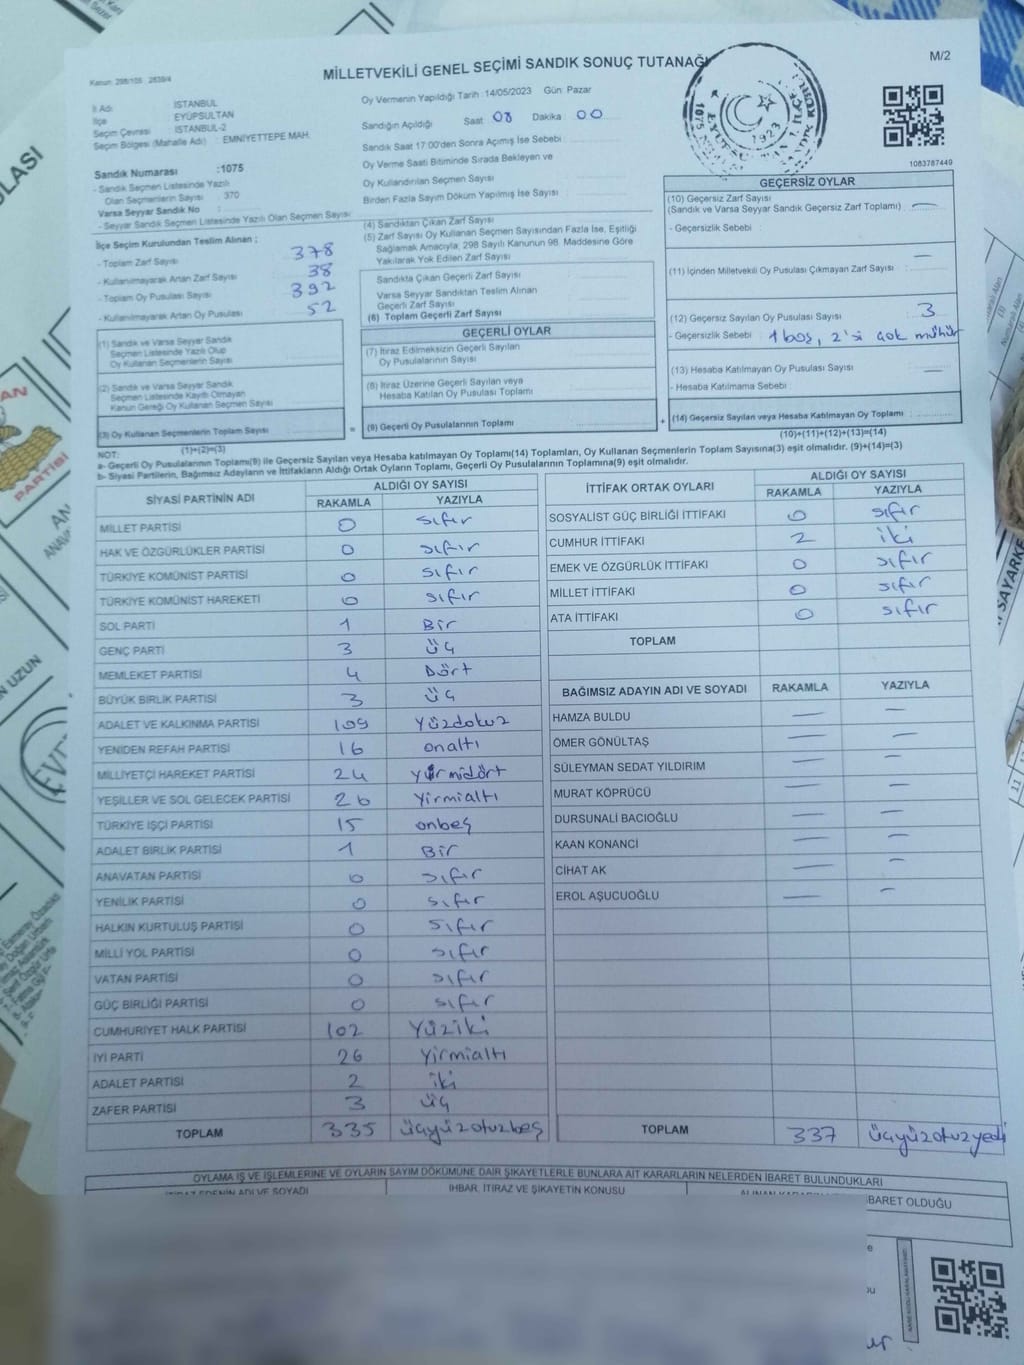 Kanun: 298/105 2839/4
MİLLETVEKİLİ GENEL SEÇİMİ SANDIK SONUÇ TUTANAĞI
M/2
İl Adı : İSTANBUL
İlçe : EYÜPSULTAN
Seçim Çevresi : İSTANBUL-2
Seçim Bölgesi (Mahalle Adı) : EMNİYETTEPE MAH.
Sandık Numarası :1075
- Sandık Seçmen Listesinde Yazılı
Olan Seçmenlerin Sayısı : 370
Varsa Seyyar Sandık No :
- Seyyar Sandık Seçmen Listesinde Yazılı Olan Seçmen Sayısı
İlçe Seçim Kurulundan Teslim Alınan :
- Toplam Zarf Sayısı 378
- Kullanılmayarak Artan Zarf Sayısı 38
- Toplam Oy Pusulası Sayısı 392
- Kullanılmayarak Artan Oy Pusulası 52
(1) Sandık ve Varsa Seyyar Sandık
Seçmen Listesinde Yazılı Olup
Oy Kullanan Seçmenlerin Sayısı
(2) Sandık ve Varsa Seyyar Sandık
Seçmen Listesinde Kayıtlı Olmayan
Kanun Gereği Oy Kullanan Seçmen Sayısı
(3) Oy Kullanan Seçmenlerin Toplam Sayısı
(1)+(2)=(3)
Oy Vermenin Yapıldığı Tarih :14/05/2023 Gün: Pazar
Sandığın Açıldığı Saat 08 Dakika 00
Sandık Saat 17:00'den Sonra Açımış İse Sebebi
Oy Verme Saati Bitiminde Sırada Bekleyen ve
Oy Kullandırılan Seçmen Sayısı
Birden Fazla Sayım Döküm Yapılmış İse Sayısı
(4) Sandıktan Çıkan Zarf Sayısı
(5) Zarf Sayısı Oy Kullanan Seçmen Sayısından Fazla İse, Eşitliği
Sağlamak Amacıyla, 298 Sayılı Kanunun 98. Maddesine Göre
Yakılarak Yok Edilen Zarf Sayısı
Sandıkta Çıkan Geçerli Zarf Sayısı
Varsa Seyyar Sandıktan Teslim Alınan
Geçerli Zarf Sayısı
(6) Toplam Geçerli Zarf Sayısı
GEÇERLİ OYLAR
(7) İtiraz Edilmeksizin Geçerli Sayılan
Oy Pusulalarının Sayısı
(8) İtiraz Üzerine Geçerli Sayılan veya
Hesaba Katılan Oy Pusulası Sayısı
= (9) Geçerli Oy Pusulalarının Toplamı +
1083787449
GEÇERSİZ OYLAR
(10) Geçersiz Zarf Sayısı
(Sandık ve Varsa Seyyar Sandık Geçersiz Zarf Toplamı) : —
- Geçersizlik Sebebi :
(11) İçinden Milletvekili Oy Pusulası Çıkmayan Zarf Sayısı : —
(12) Geçersiz Sayılan Oy Pusulası Sayısı : 3
- Geçersizlik Sebebi : 1 boş, 2'si çok mühür
(13) Hesaba Katılmayan Oy Pusulası Sayısı : —
- Hesaba Katılmama Sebebi :
(14) Geçersiz Sayılan veya Hesaba Katılmayan Oy Toplamı :
(10)+(11)+(12)+(13)=(14)
NOT:
a- Geçerli Oy Pusulalarının Toplamı(9) ile Geçersiz Sayılan veya Hesaba katılmayan Oy Toplamı(14) Toplamları, Oy Kullanan Seçmenlerin Toplam Sayısına(3) eşit olmalıdır. (9)+(14)=(3)
b- Siyasi Partilerin, Bağımsız Adayların ve İttifakların Aldığı Ortak Oyların Toplamı, Geçerli Oy Pusulalarının Toplamına(9) eşit olmalıdır.
SİYASİ PARTİNİN ADI ALDIĞI OY SAYISI
RAKAMLA YAZIYLA
MİLLET PARTİSİ 0 sıfır
HAK VE ÖZGÜRLÜKLER PARTİSİ 0 sıfır
TÜRKİYE KOMÜNİST PARTİSİ 0 sıfır
TÜRKİYE KOMÜNİST HAREKETİ 0 sıfır
SOL PARTİ 1 Bir
GENÇ PARTİ 3 üç
MEMLEKET PARTİSİ 4 Dört
BÜYÜK BİRLİK PARTİSİ 3 üç
ADALET VE KALKINMA PARTİSİ 109 Yüzdokuz
YENİDEN REFAH PARTİSİ 16 onaltı
MİLLİYETÇİ HAREKET PARTİSİ 24 yirmidört
YEŞİLLER VE SOL GELECEK PARTİSİ 26 Yirmialtı
TÜRKİYE İŞÇİ PARTİSİ 15 onbeş
ADALET BİRLİK PARTİSİ 1 Bir
ANAVATAN PARTİSİ 0 sıfır
YENİLİK PARTİSİ 0 sıfır
HALKIN KURTULUŞ PARTİSİ 0 sıfır
MİLLİ YOL PARTİSİ 0 sıfır
VATAN PARTİSİ 0 sıfır
GÜÇ BİRLİĞİ PARTİSİ 0 sıfır
CUMHURİYET HALK PARTİSİ 102 Yüziki
İYİ PARTİ 26 Yirmialtı
ADALET PARTİSİ 2 iki
ZAFER PARTİSİ 3 üç
TOPLAM 335 üçyüzotuzbeş
İTTİFAK ORTAK OYLARI ALDIĞI OY SAYISI
RAKAMLA YAZIYLA
SOSYALİST GÜÇ BİRLİĞİ İTTİFAKI 0 sıfır
CUMHUR İTTİFAKI 2 iki
EMEK VE ÖZGÜRLÜK İTTİFAKI 0 sıfır
MİLLET İTTİFAKI 0 sıfır
ATA İTTİFAKI 0 sıfır
TOPLAM
BAĞIMSIZ ADAYIN ADI VE SOYADI RAKAMLA YAZIYLA
HAMZA BULDU — —
ÖMER GÖNÜLTAŞ — —
SÜLEYMAN SEDAT YILDIRIM — —
MURAT KÖPRÜCÜ — —
DURSUNALİ BACIOĞLU — —
KAAN KONANCİ — —
CİHAT AK — —
EROL AŞUCUOĞLU — —
TOPLAM 337 üçyüzotuzyedi
OYLAMA İŞ VE İŞLEMLERİNE VE OYLARIN SAYIM DÖKÜMÜNE DAİR ŞİKAYETLERLE BUNLARA AİT KARARLARIN NELERDEN İBARET BULUNDUKLARI
İTİRAZ EDENİN ADI VE SOYADI İHBAR, İTİRAZ VE ŞİKAYETİN KONUSU
İBARET OLDUĞU